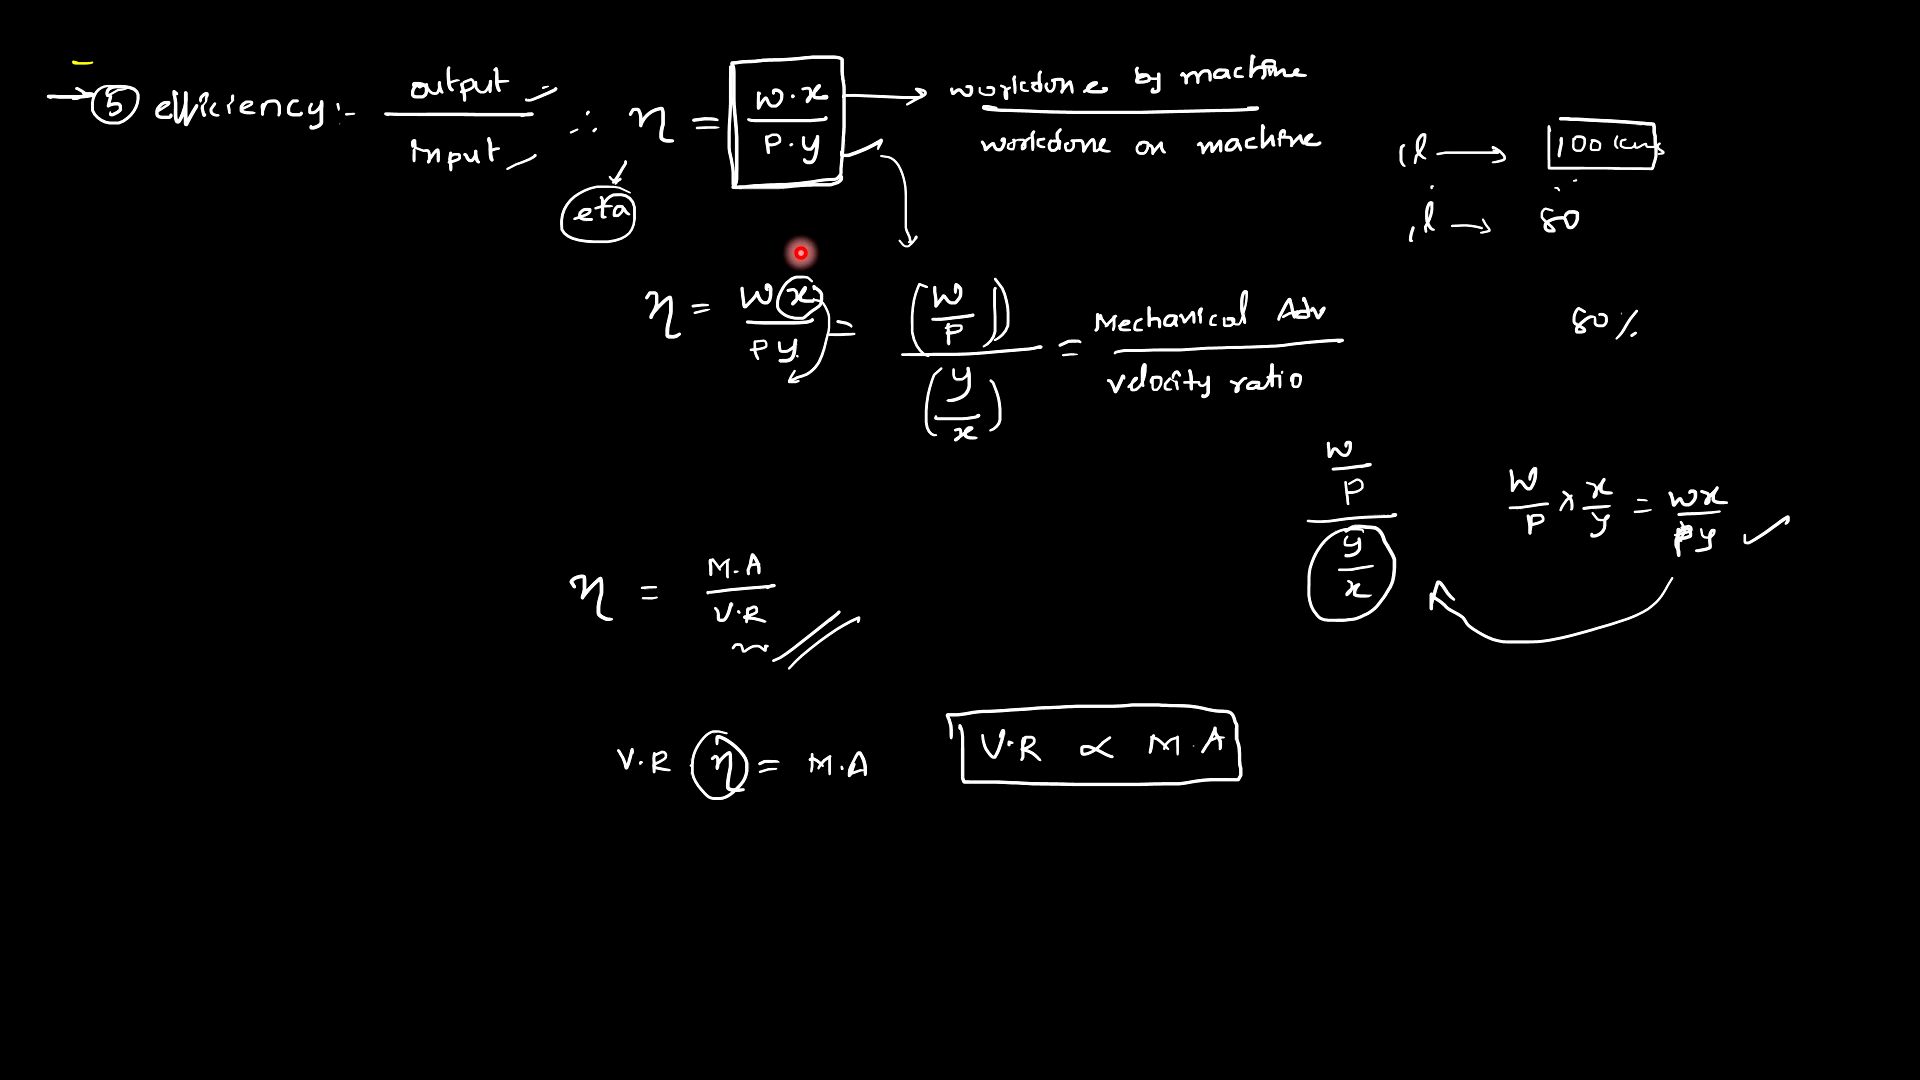 → ⑤ efficiency:- output / input ∴ η = W·x / P·y → workdone by machine / workdone on machine
eta
1l → 100 kms
1l → 80
80%
η = Wx / Py = (W/P) / (y/x) = Mechanical Adv / velocity ratio
W/P / y/x W/P × x/y = Wx / Py ✓
η = M.A / V.R
V.R η = M.A V.R ∝ M.A